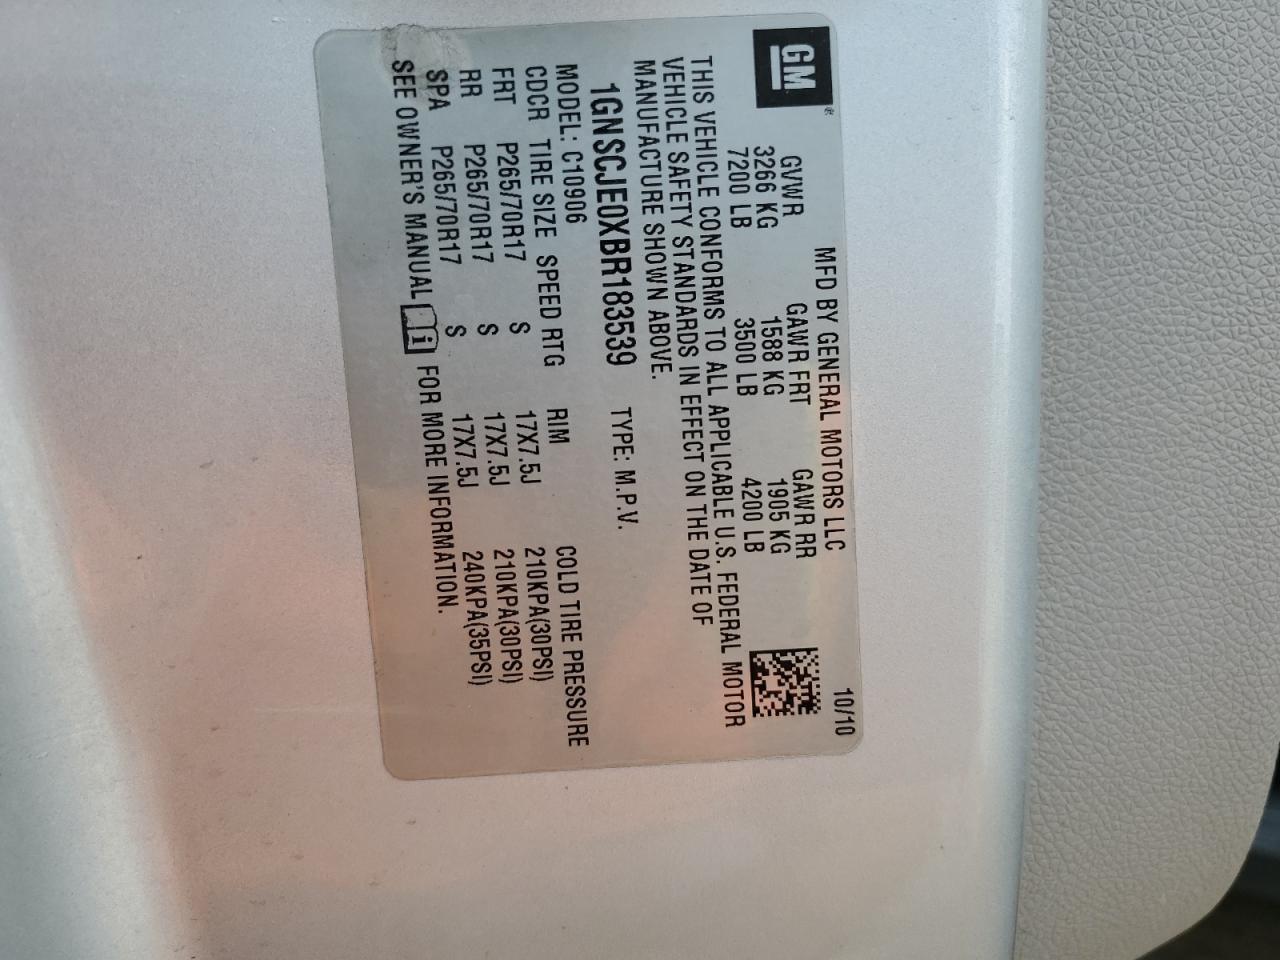 GM
MFD BY GENERAL MOTORS LLC 10/10
GVWR GAWR FRT GAWR RR
3266 KG 1588 KG 1905 KG
7200 LB 3500 LB 4200 LB
THIS VEHICLE CONFORMS TO ALL APPLICABLE U.S. FEDERAL MOTOR
VEHICLE SAFETY STANDARDS IN EFFECT ON THE DATE OF
MANUFACTURE SHOWN ABOVE.
1GNSCJE0XBR183539 TYPE: M.P.V.
MODEL: C10906
CDCR TIRE SIZE SPEED RTG RIM COLD TIRE PRESSURE
FRT P265/70R17 S 17X7.5J 210KPA(30PSI)
RR P265/70R17 S 17X7.5J 210KPA(30PSI)
SPA P265/70R17 S 17X7.5J 240KPA(35PSI)
SEE OWNER'S MANUAL i FOR MORE INFORMATION.